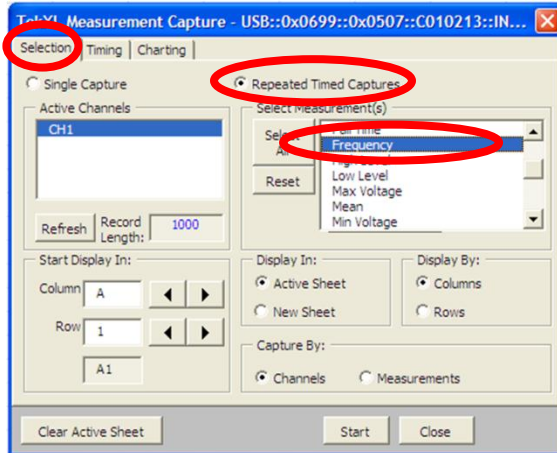 TekXL Measurement Capture - USB::0x0699::0x0507::C010213::IN...
Selection Timing Charting
Single Capture Repeated Timed Captures
Active Channels Select Measurement(s)
CH1
Select All
Reset
Fall Time
Frequency
High Level
Low Level
Max Voltage
Mean
Min Voltage
Refresh Record Length: 1000
Start Display In: Display In: Display By:
Column A Active Sheet Columns
Row 1 New Sheet Rows
A1 Capture By:
Channels Measurements
Clear Active Sheet Start Close